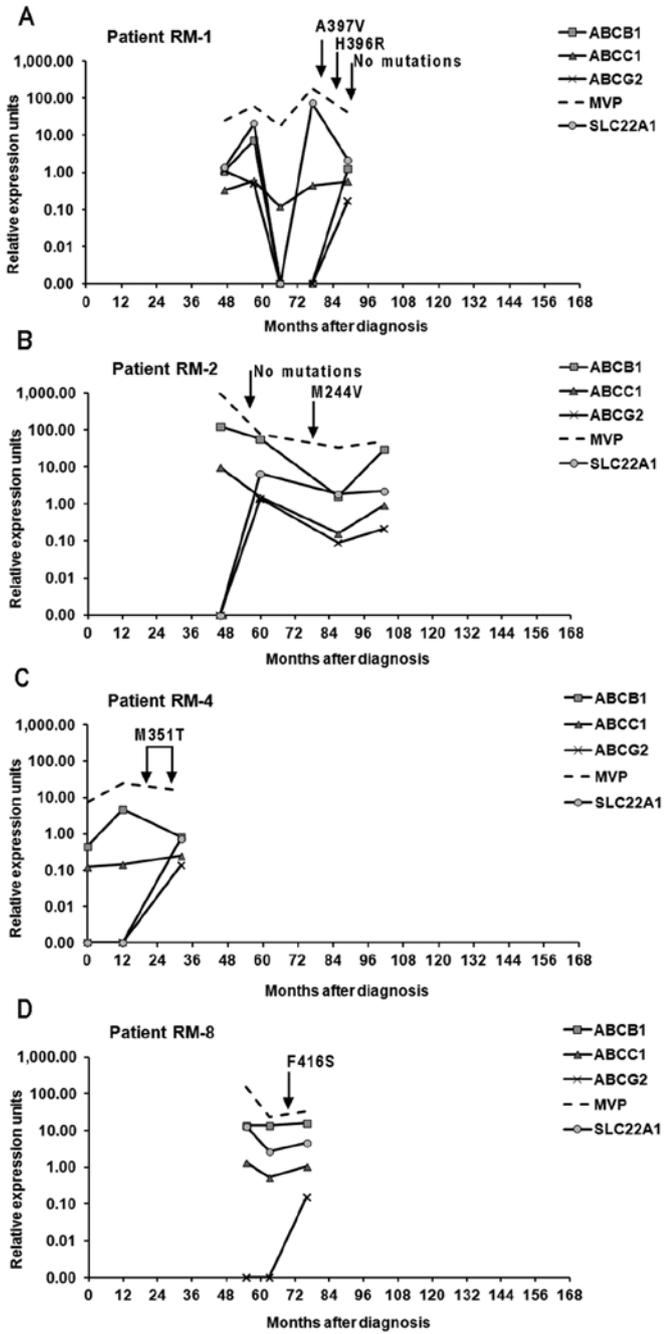 A
Patient RM-1
A397V
H396R
No mutations
ABCB1
ABCC1
ABCG2
MVP
SLC22A1
Relative expression units
1,000.00
100.00
10.00
1.00
0.10
0.01
0.00
0 12 24 36 48 60 72 84 96 108 120 132 144 156 168
Months after diagnosis
B
Patient RM-2
No mutations
M244V
ABCB1
ABCC1
ABCG2
MVP
SLC22A1
Relative expression units
1,000.00
100.00
10.00
1.00
0.10
0.01
0.00
0 12 24 36 48 60 72 84 96 108 120 132 144 156 168
Months after diagnosis
C
Patient RM-4
M351T
ABCB1
ABCC1
ABCG2
MVP
SLC22A1
Relative expression units
1,000.00
100.00
10.00
1.00
0.10
0.01
0.00
0 12 24 36 48 60 72 84 96 108 120 132 144 156 168
Months after diagnosis
D
Patient RM-8
F416S
ABCB1
ABCC1
ABCG2
MVP
SLC22A1
Relative expression units
1,000.00
100.00
10.00
1.00
0.10
0.01
0.00
0 12 24 36 48 60 72 84 96 108 120 132 144 156 168
Months after diagnosis